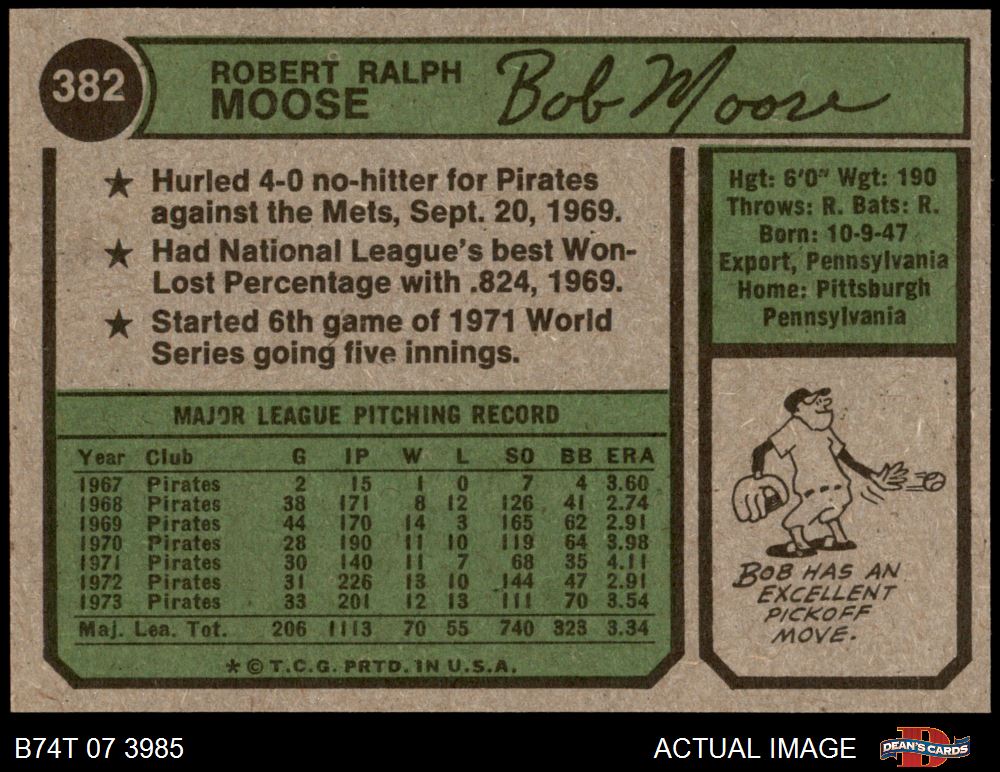 382
ROBERT RALPH
MOOSE
Bob Moose
★ Hurled 4-0 no-hitter for Pirates
against the Mets, Sept. 20, 1969.
★ Had National League's best Won-
Lost Percentage with .824, 1969.
★ Started 6th game of 1971 World
Series going five innings.
Hgt: 6'0" Wgt: 190
Throws: R. Bats: R.
Born: 10-9-47
Export, Pennsylvania
Home: Pittsburgh
Pennsylvania
MAJOR LEAGUE PITCHING RECORD
Year Club G IP W L SO BB ERA
1967 Pirates 2 15 1 0 7 4 3.60
1968 Pirates 38 171 8 12 126 41 2.74
1969 Pirates 44 170 14 3 165 62 2.91
1970 Pirates 28 190 11 10 119 64 3.98
1971 Pirates 30 140 11 7 68 35 4.11
1972 Pirates 31 226 13 10 144 47 2.91
1973 Pirates 33 201 12 13 111 70 3.54
Maj. Lea. Tot. 206 1113 70 55 740 323 3.34
* © T.C.G. PRTD. IN U.S.A.
BOB HAS AN
EXCELLENT
PICKOFF
MOVE.
B74T 07 3985
ACTUAL IMAGE
DEAN'S CARDS